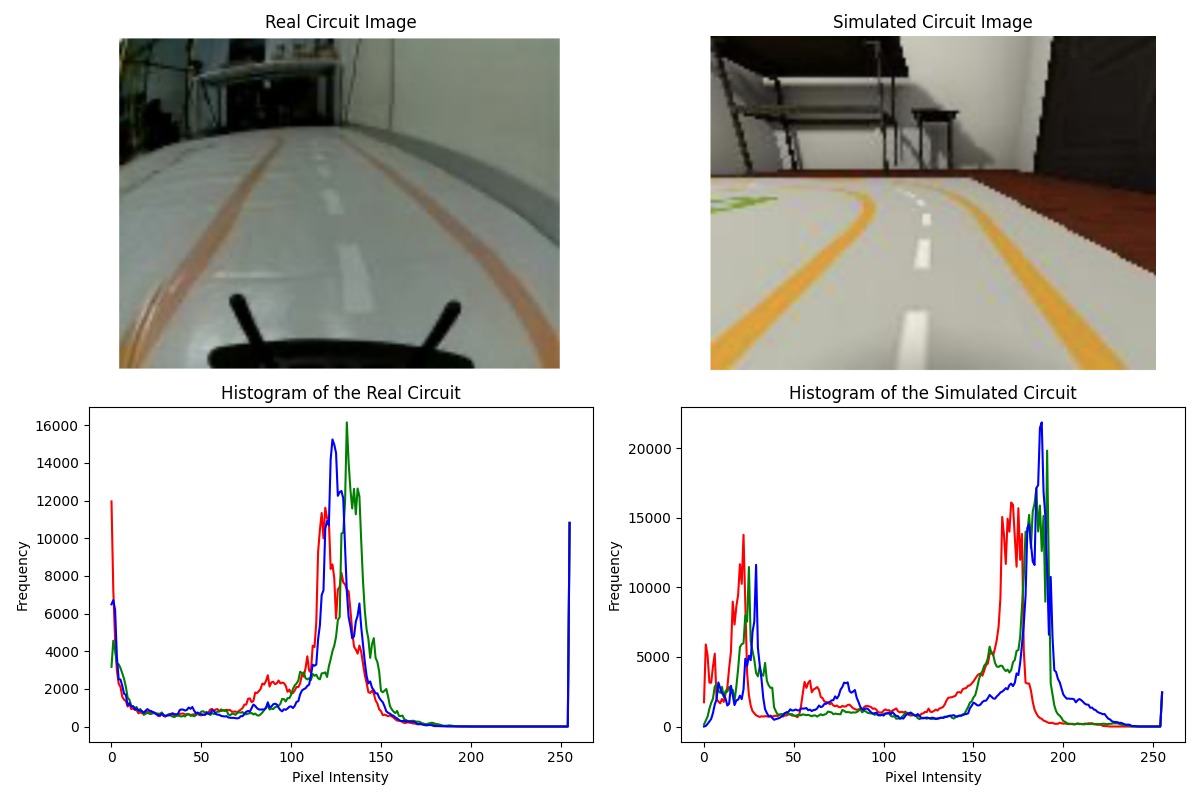 Real Circuit Image
Simulated Circuit Image
Histogram of the Real Circuit
Histogram of the Simulated Circuit
16000
14000
12000
10000
8000
6000
4000
2000
0
Frequency
0 50 100 150 200 250
Pixel Intensity
20000
15000
10000
5000
0
Frequency
0 50 100 150 200 250
Pixel Intensity